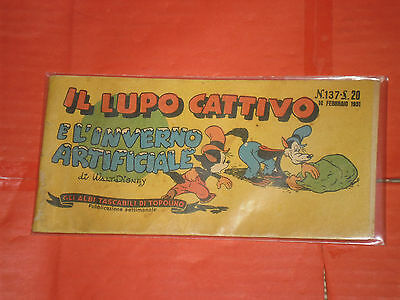 IL LUPO CATTIVO
E L'INVERNO
ARTIFICIALE
di WALT DISNEY
GLI ALBI TASCABILI DI TOPOLINO
Pubblicazione settimanale
N.137-L.20
14 FEBBRAIO 1951